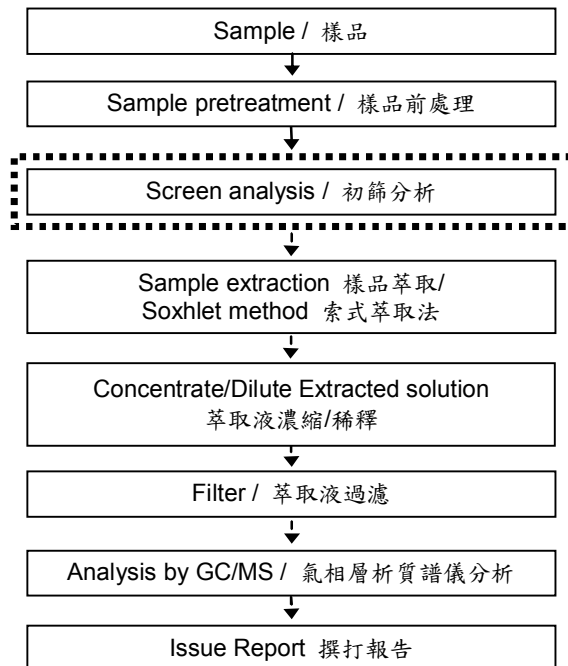 Sample / 樣品
Sample pretreatment / 樣品前處理
Screen analysis / 初篩分析
Sample extraction 樣品萃取/
Soxhlet method 索式萃取法
Concentrate/Dilute Extracted solution
萃取液濃縮/稀釋
Filter / 萃取液過濾
Analysis by GC/MS / 氣相層析質譜儀分析
Issue Report 撰打報告